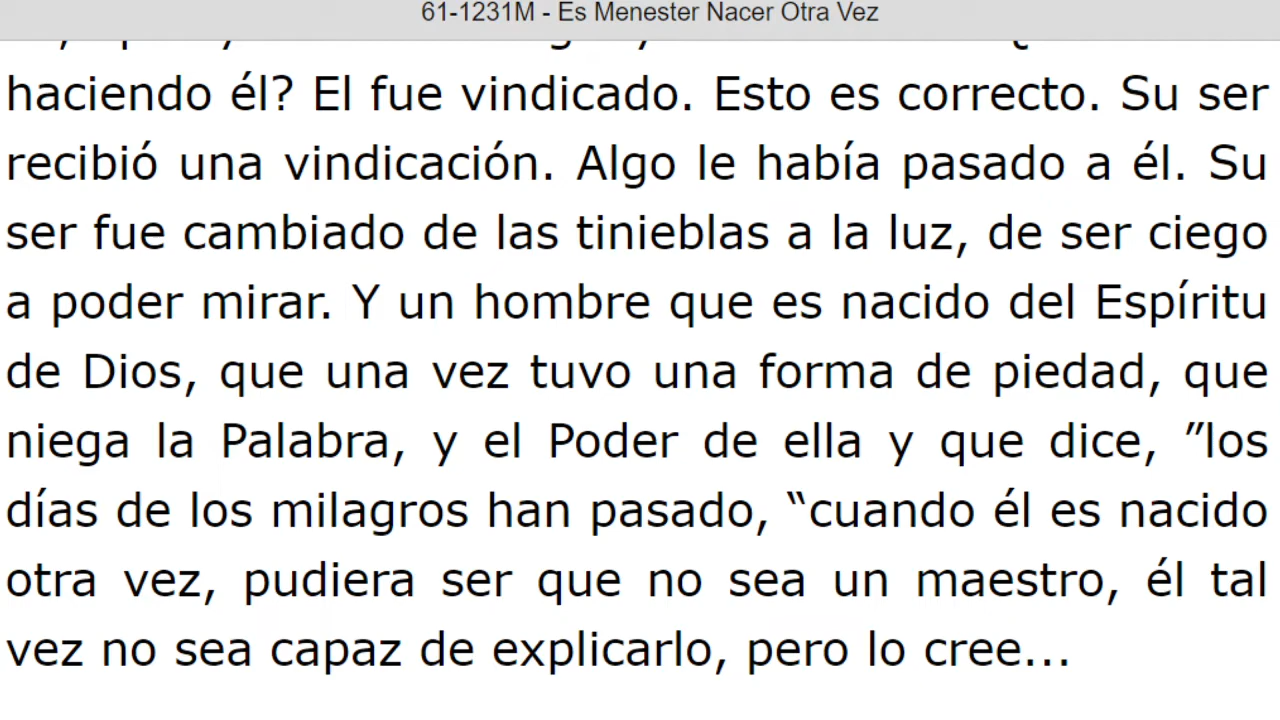 61-1231M - Es Menester Nacer Otra Vez
haciendo él? El fue vindicado. Esto es correcto. Su ser
recibió una vindicación. Algo le había pasado a él. Su
ser fue cambiado de las tinieblas a la luz, de ser ciego
a poder mirar. Y un hombre que es nacido del Espíritu
de Dios, que una vez tuvo una forma de piedad, que
niega la Palabra, y el Poder de ella y que dice, ”los
días de los milagros han pasado, “cuando él es nacido
otra vez, pudiera ser que no sea un maestro, él tal
vez no sea capaz de explicarlo, pero lo cree...